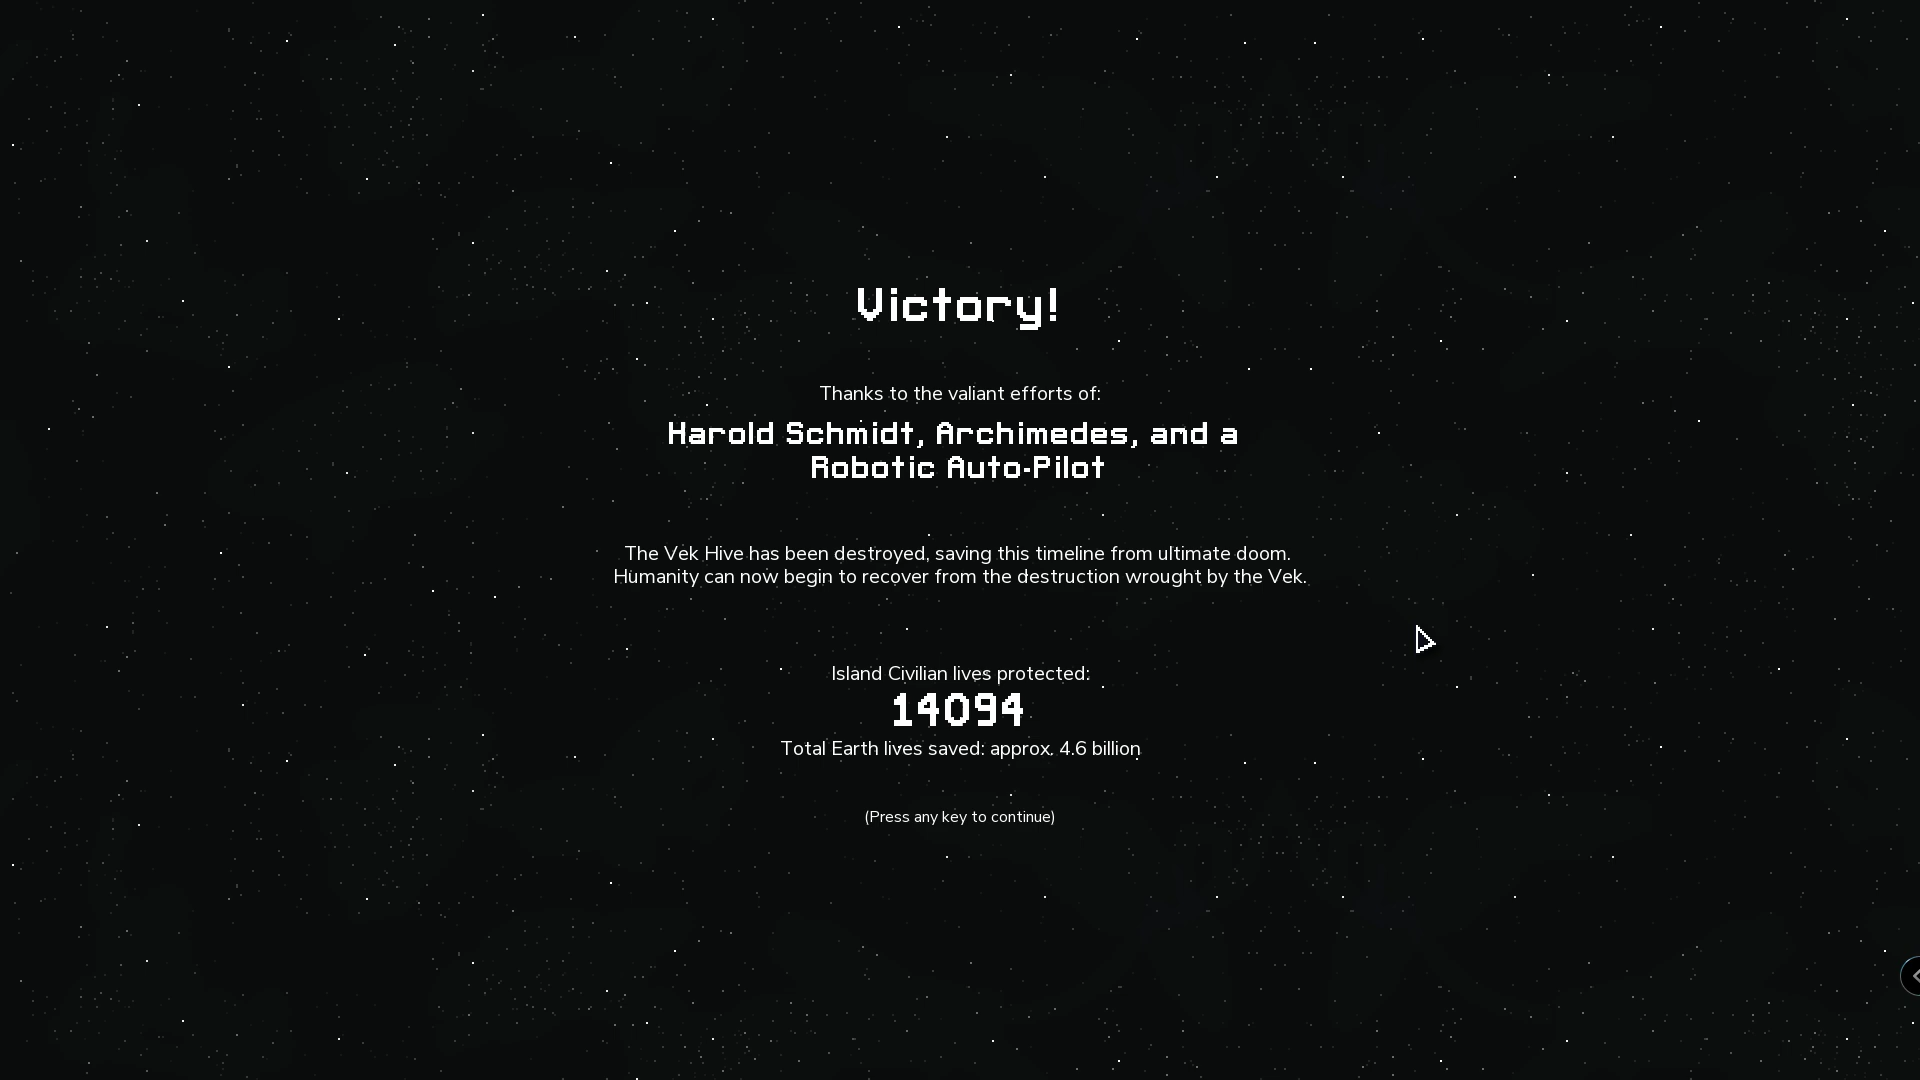 Victory!
Thanks to the valiant efforts of:
Harold Schmidt, Archimedes, and a
Robotic Auto-Pilot
The Vek Hive has been destroyed, saving this timeline from ultimate doom.
Humanity can now begin to recover from the destruction wrought by the Vek.
Island Civilian lives protected:
14094
Total Earth lives saved: approx. 4.6 billion
(Press any key to continue)